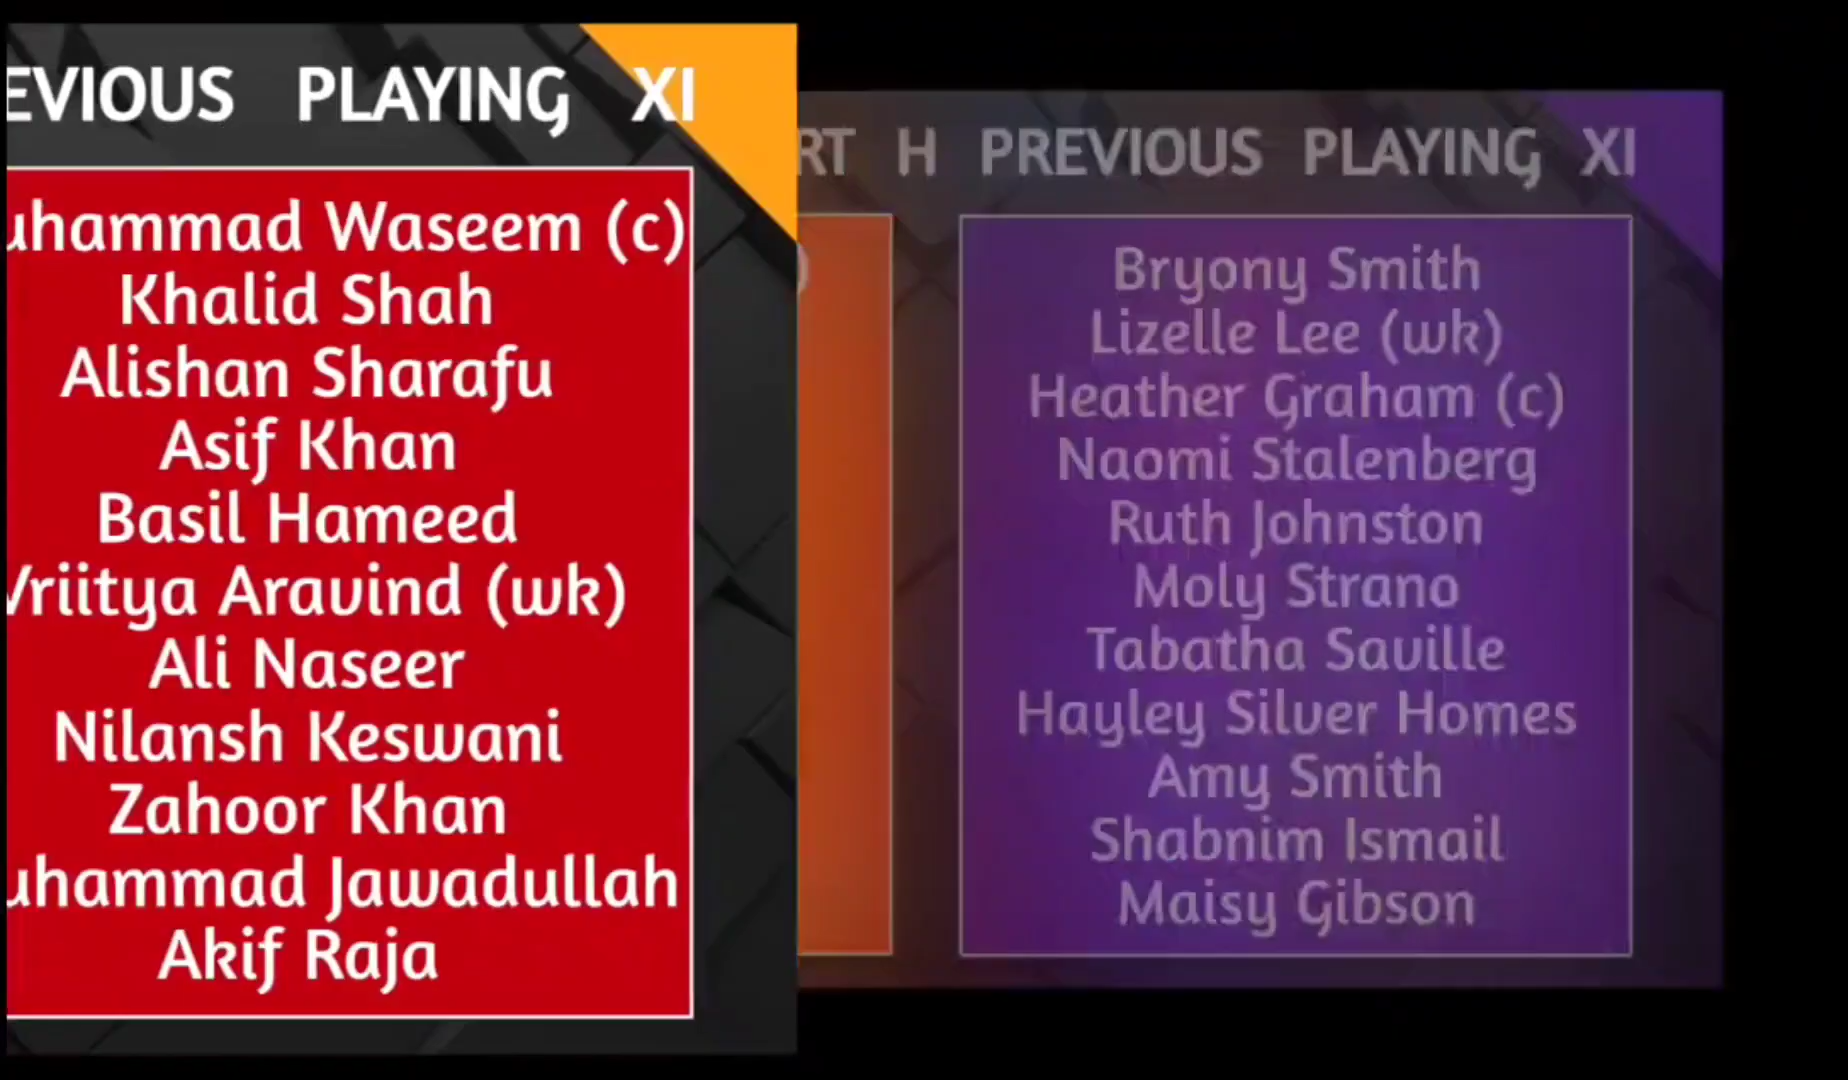 EVIOUS PLAYING XI
uhammad Waseem (c)
Khalid Shah
Alishan Sharafu
Asif Khan
Basil Hameed
Vriitya Aravind (wk)
Ali Naseer
Nilansh Keswani
Zahoor Khan
uhammad Jawadullah
Akif Raja
RT H PREVIOUS PLAYING XI
)
Bryony Smith
Lizelle Lee (wk)
Heather Graham (c)
Naomi Stalenberg
Ruth Johnston
Moly Strano
Tabatha Saville
Hayley Silver Homes
Amy Smith
Shabnim Ismail
Maisy Gibson